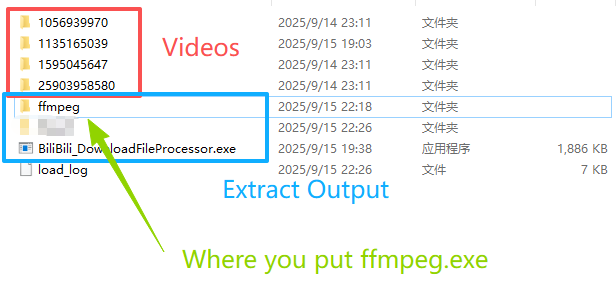 1056939970 2025/9/14 23:11 文件夹
1135165039 2025/9/15 19:03 文件夹
Videos
1595045647 2025/9/14 23:11 文件夹
25903958580 2025/9/14 23:11 文件夹
ffmpeg 2025/9/15 22:18 文件夹
2025/9/15 22:26 文件夹
BiliBili_DownloadFileProcessor.exe 2025/9/15 19:38 应用程序 1,886 KB
load_log 2025/9/15 22:26 文件 7 KB
Extract Output
Where you put ffmpeg.exe